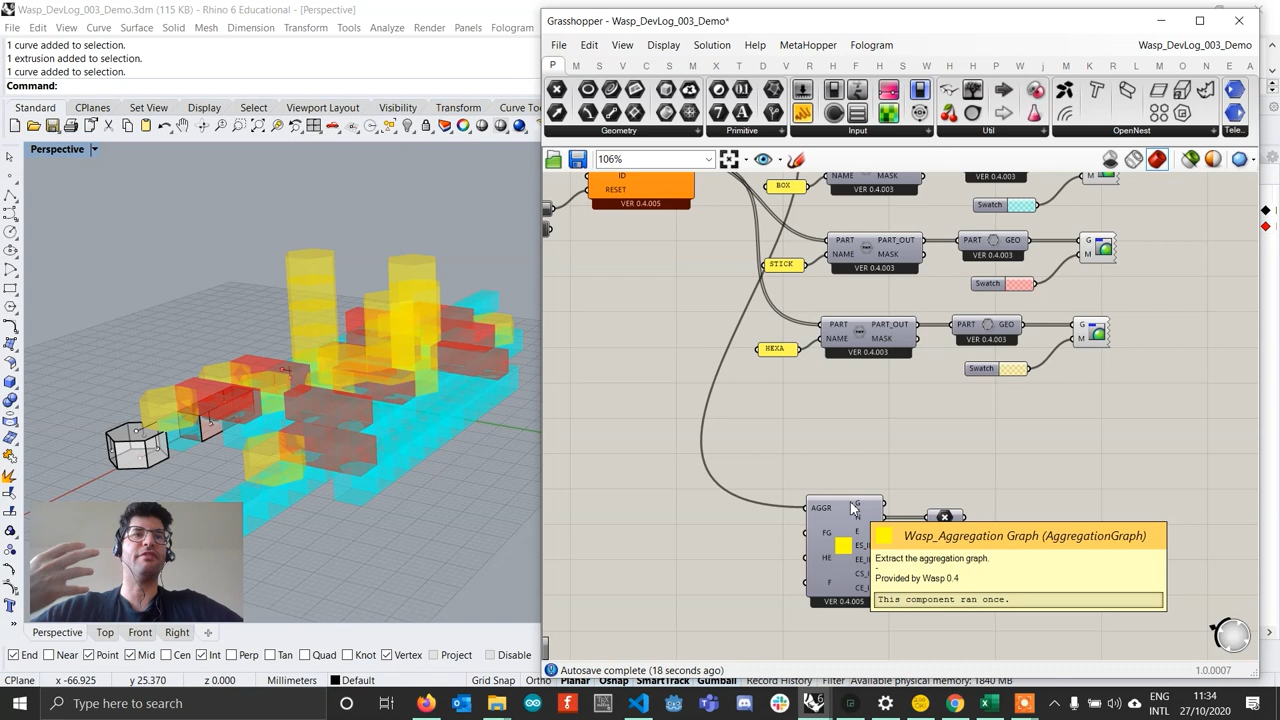 Wasp_DevLog_003_Demo.3dm (115 KB) - Rhino 6 Educational - [Perspective]
File Edit View Curve Surface Solid Mesh Dimension Transform Tools Analyze Render Panels Fologram
1 curve added to selection.
1 extrusion added to selection.
1 curve added to selection.
Command:
Standard CPlanes Set View Display Select Viewport Layout Visibility Transform Curve To
Perspective
Grasshopper - Wasp_DevLog_003_Demo*
File Edit View Display Solution Help MetaHopper Fologram
Wasp_DevLog_003_Demo
P M S V C S M X T D V R H F W H S U W j M K R C B L E A
Geometry Primitive Input Util OpenNest Tele..
106%
ID
RESET
VER 0.4.005
BOX
NAME MASK
VER 0.4.003
VER 0.4.003
M
Swatch
PART PART_OUT
NAME MASK
VER 0.4.003
STICK
PART GEO
VER 0.4.003
G
M
Swatch
PART PART_OUT
NAME MASK
VER 0.4.003
HEXA
PART GEO
VER 0.4.003
G
M
Swatch
AGGR
FG
HE
F
G
N
E
VER 0.4.005
Wasp_Aggregation Graph (AggregationGraph)
Extract the aggregation graph.
-
Provided by Wasp 0.4
This component ran once.
Autosave complete (18 seconds ago)
1.0.0007
Perspective Top Front Right
End Near Point Mid Cen Int Perp Tan Quad Knot Vertex Project Disable
CPlane x -66.925 y 25.370 z 0.000 Millimeters Default Grid Snap Ortho Planar Osnap SmartTrack Gumball Record History Filter Available physical memory: 1840 MB
Type here to search
ENG
INTL
11:34
27/10/2020